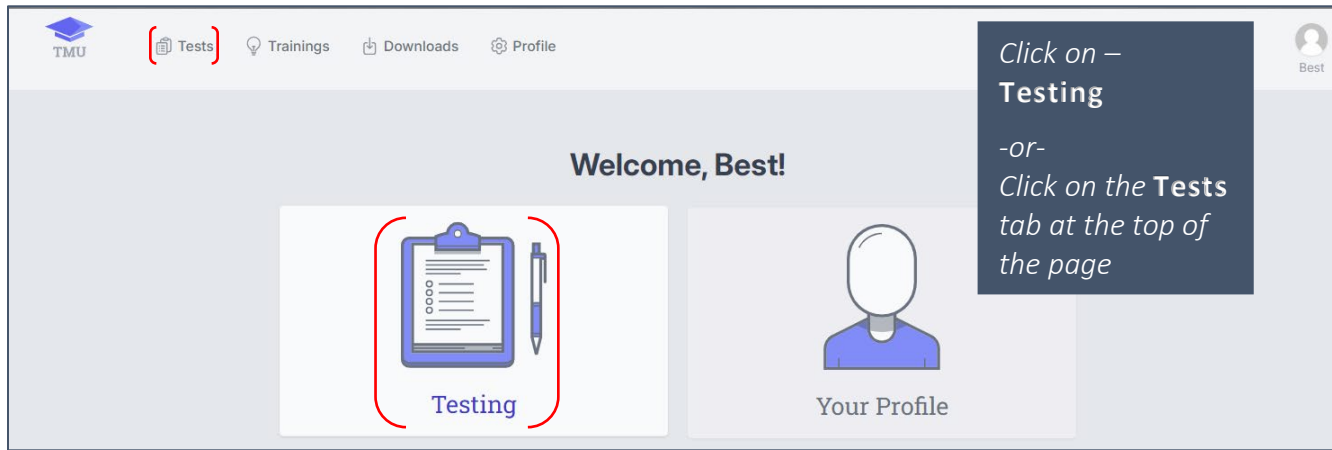 TMU
Tests
Trainings
Downloads
Profile
Best
Click on –
Testing
-or-
Click on the Tests
tab at the top of
the page
Welcome, Best!
Testing
Your Profile